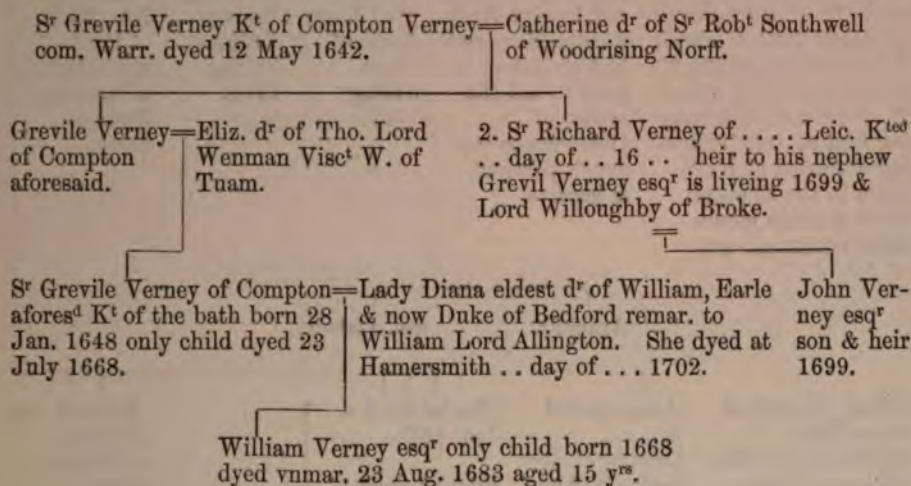 Sʳ Grevile Verney Kᵗ of Compton Verney=Catherine dʳ of Sʳ Robᵗ Southwell
com. Warr. dyed 12 May 1642. of Woodrising Norff.
Grevile Verney=Eliz. dʳ of Tho. Lord
of Compton Wenman Viscᵗ W. of
aforesaid. Tuam.
2. Sʳ Richard Verney of . . . . Leic. Kᵗᵉᵈ
. . day of . . 16 . . heir to his nephew
Grevil Verney esqʳ is liveing 1699 &
Lord Willoughby of Broke.
Sʳ Grevile Verney of Compton=Lady Diana eldest dʳ of William, Earle
aforesᵈ Kᵗ of the bath born 28 & now Duke of Bedford remar. to
Jan. 1648 only child dyed 23 William Lord Allington. She dyed at
July 1668. Hamersmith . . day of . . . 1702.
John Ver-
ney esqʳ
son & heir
1699.
William Verney esqʳ only child born 1668
dyed vnmar. 23 Aug. 1683 aged 15 yʳˢ.